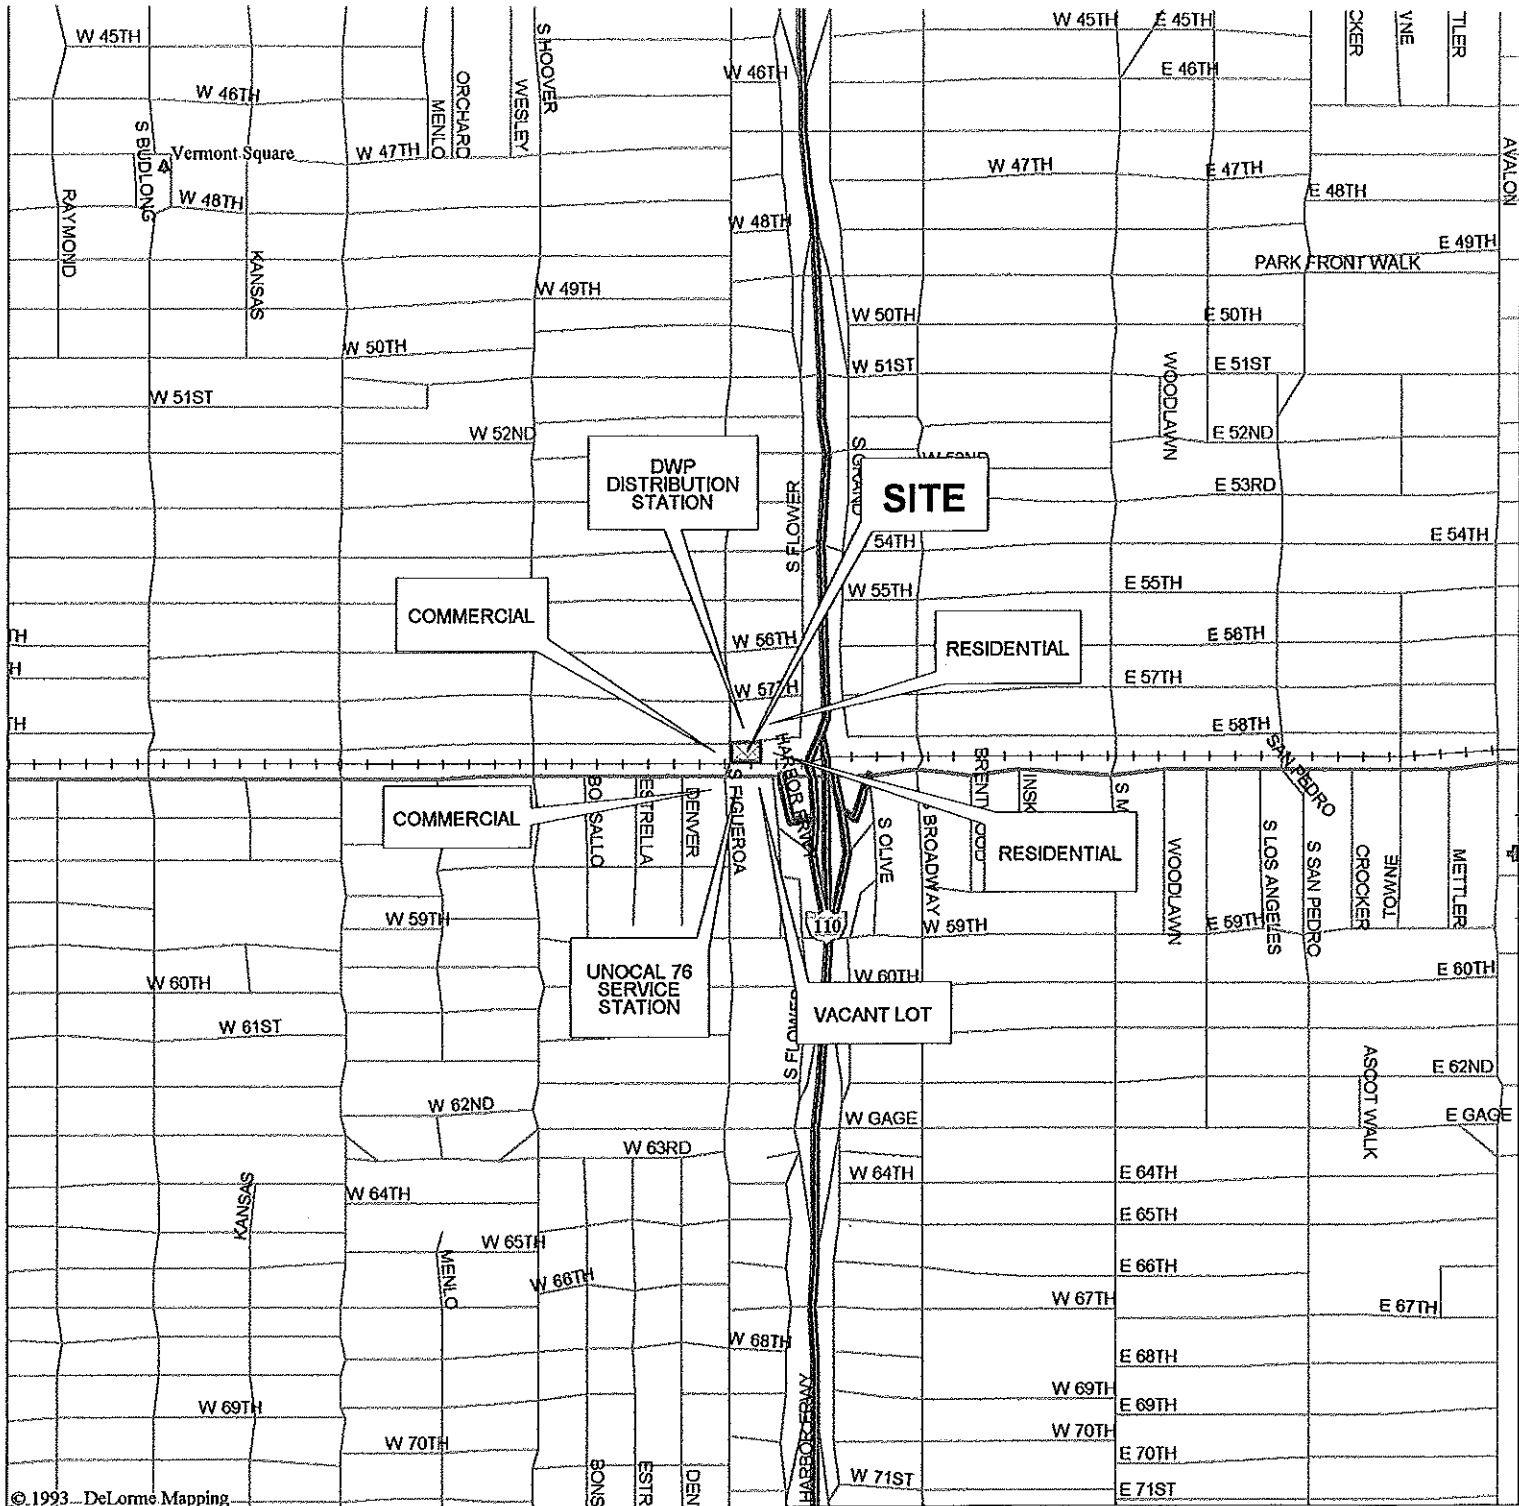 W 45TH
W 45TH
E 45TH
TLER
S HOOVER
W 46TH
E 46TH
W 46TH
ORCHARD
MENLO
WESLEY
S BUDLONG
Vermont Square
W 47TH
W 47TH
E 47TH
AVALON
E 48TH
RAYMOND
W 48TH
W 48TH
E 49TH
PARK FRONT WALK
KANSAS
W 49TH
W 50TH
E 50TH
W 50TH
W 51ST
E 51ST
WOODLAWN
W 51ST
W 52ND
E 52ND
S GRAND
W 52ND
DWP
DISTRIBUTION
STATION
SITE
E 53RD
S FLOWER
54TH
E 54TH
W 55TH
E 55TH
COMMERCIAL
W 56TH
E 56TH
RESIDENTIAL
TH
H
TH
W 57TH
E 57TH
E 58TH
SAN PEDRO
HARBOR FRWY
S FIGUEROA
ESTRELLA
DENVER
COMMERCIAL
S OLIVE
BROADWAY
RESIDENTIAL
WOODLAWN
S LOS ANGELES
S SAN PEDRO
CROCKER
TOWNE
METTLER
W 59TH
110
W 59TH
E 59TH
W 60TH
UNOCAL 76
SERVICE
STATION
W 60TH
E 60TH
VACANT LOT
W 61ST
S FLOWER
ASCOT WALK
E 62ND
W 62ND
W GAGE
E GAGE
W 63RD
KANSAS
W 64TH
W 64TH
E 64TH
E 65TH
W 65TH
MENLO
W 66TH
E 66TH
W 67TH
E 67TH
W 68TH
E 68TH
HARBOR FRWY
W 69TH
W 69TH
E 69TH
W 70TH
W 70TH
E 70TH
BONS
ESTR
DEN
W 71ST
E 71ST
© 1993 DeLorme Mapping